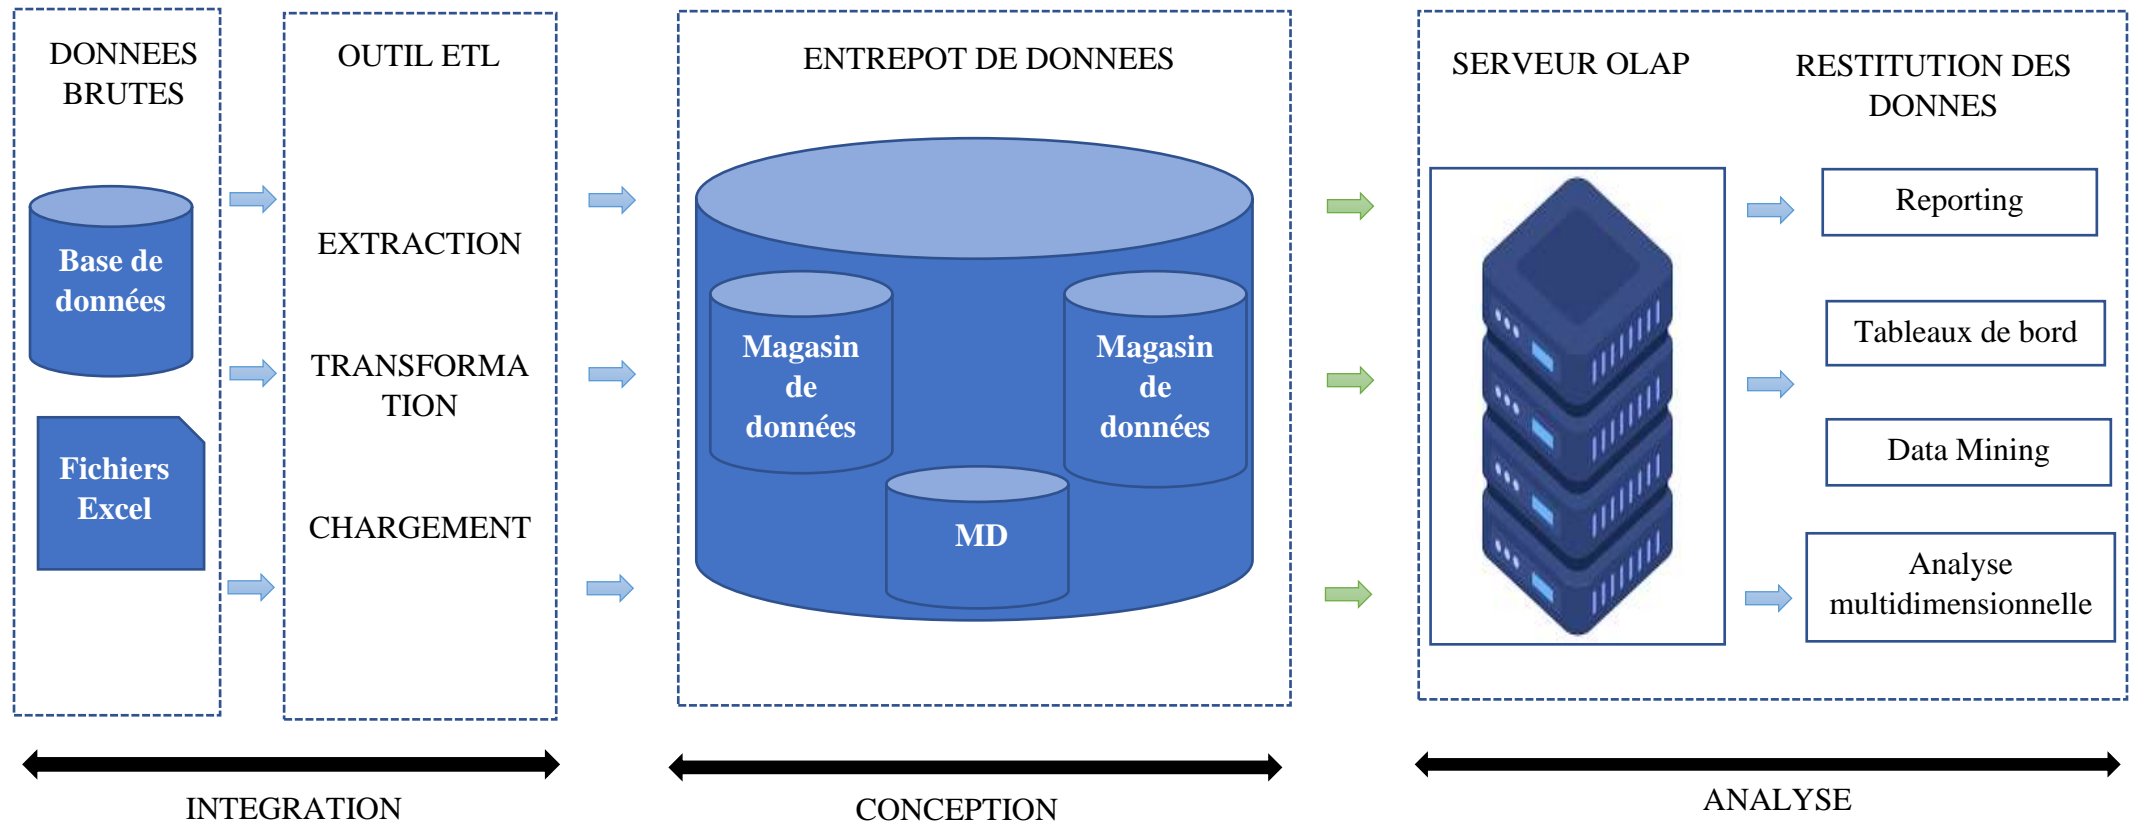 DONNEES
BRUTES
Base de
données
Fichiers
Excel
OUTIL ETL
EXTRACTION
TRANSFORMA
TION
CHARGEMENT
ENTREPOT DE DONNEES
Magasin
de
données
Magasin
de
données
MD
SERVEUR OLAP
RESTITUTION DES
DONNES
Reporting
Tableaux de bord
Data Mining
Analyse
multidimensionnelle
INTEGRATION
CONCEPTION
ANALYSE